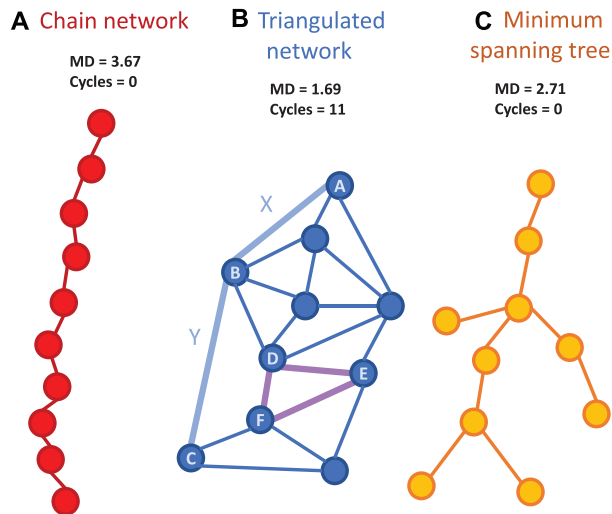 A Chain network
MD = 3.67
Cycles = 0
B Triangulated
network
MD = 1.69
Cycles = 11
C Minimum
spanning tree
MD = 2.71
Cycles = 0
A
X
B
Y
D
E
F
C